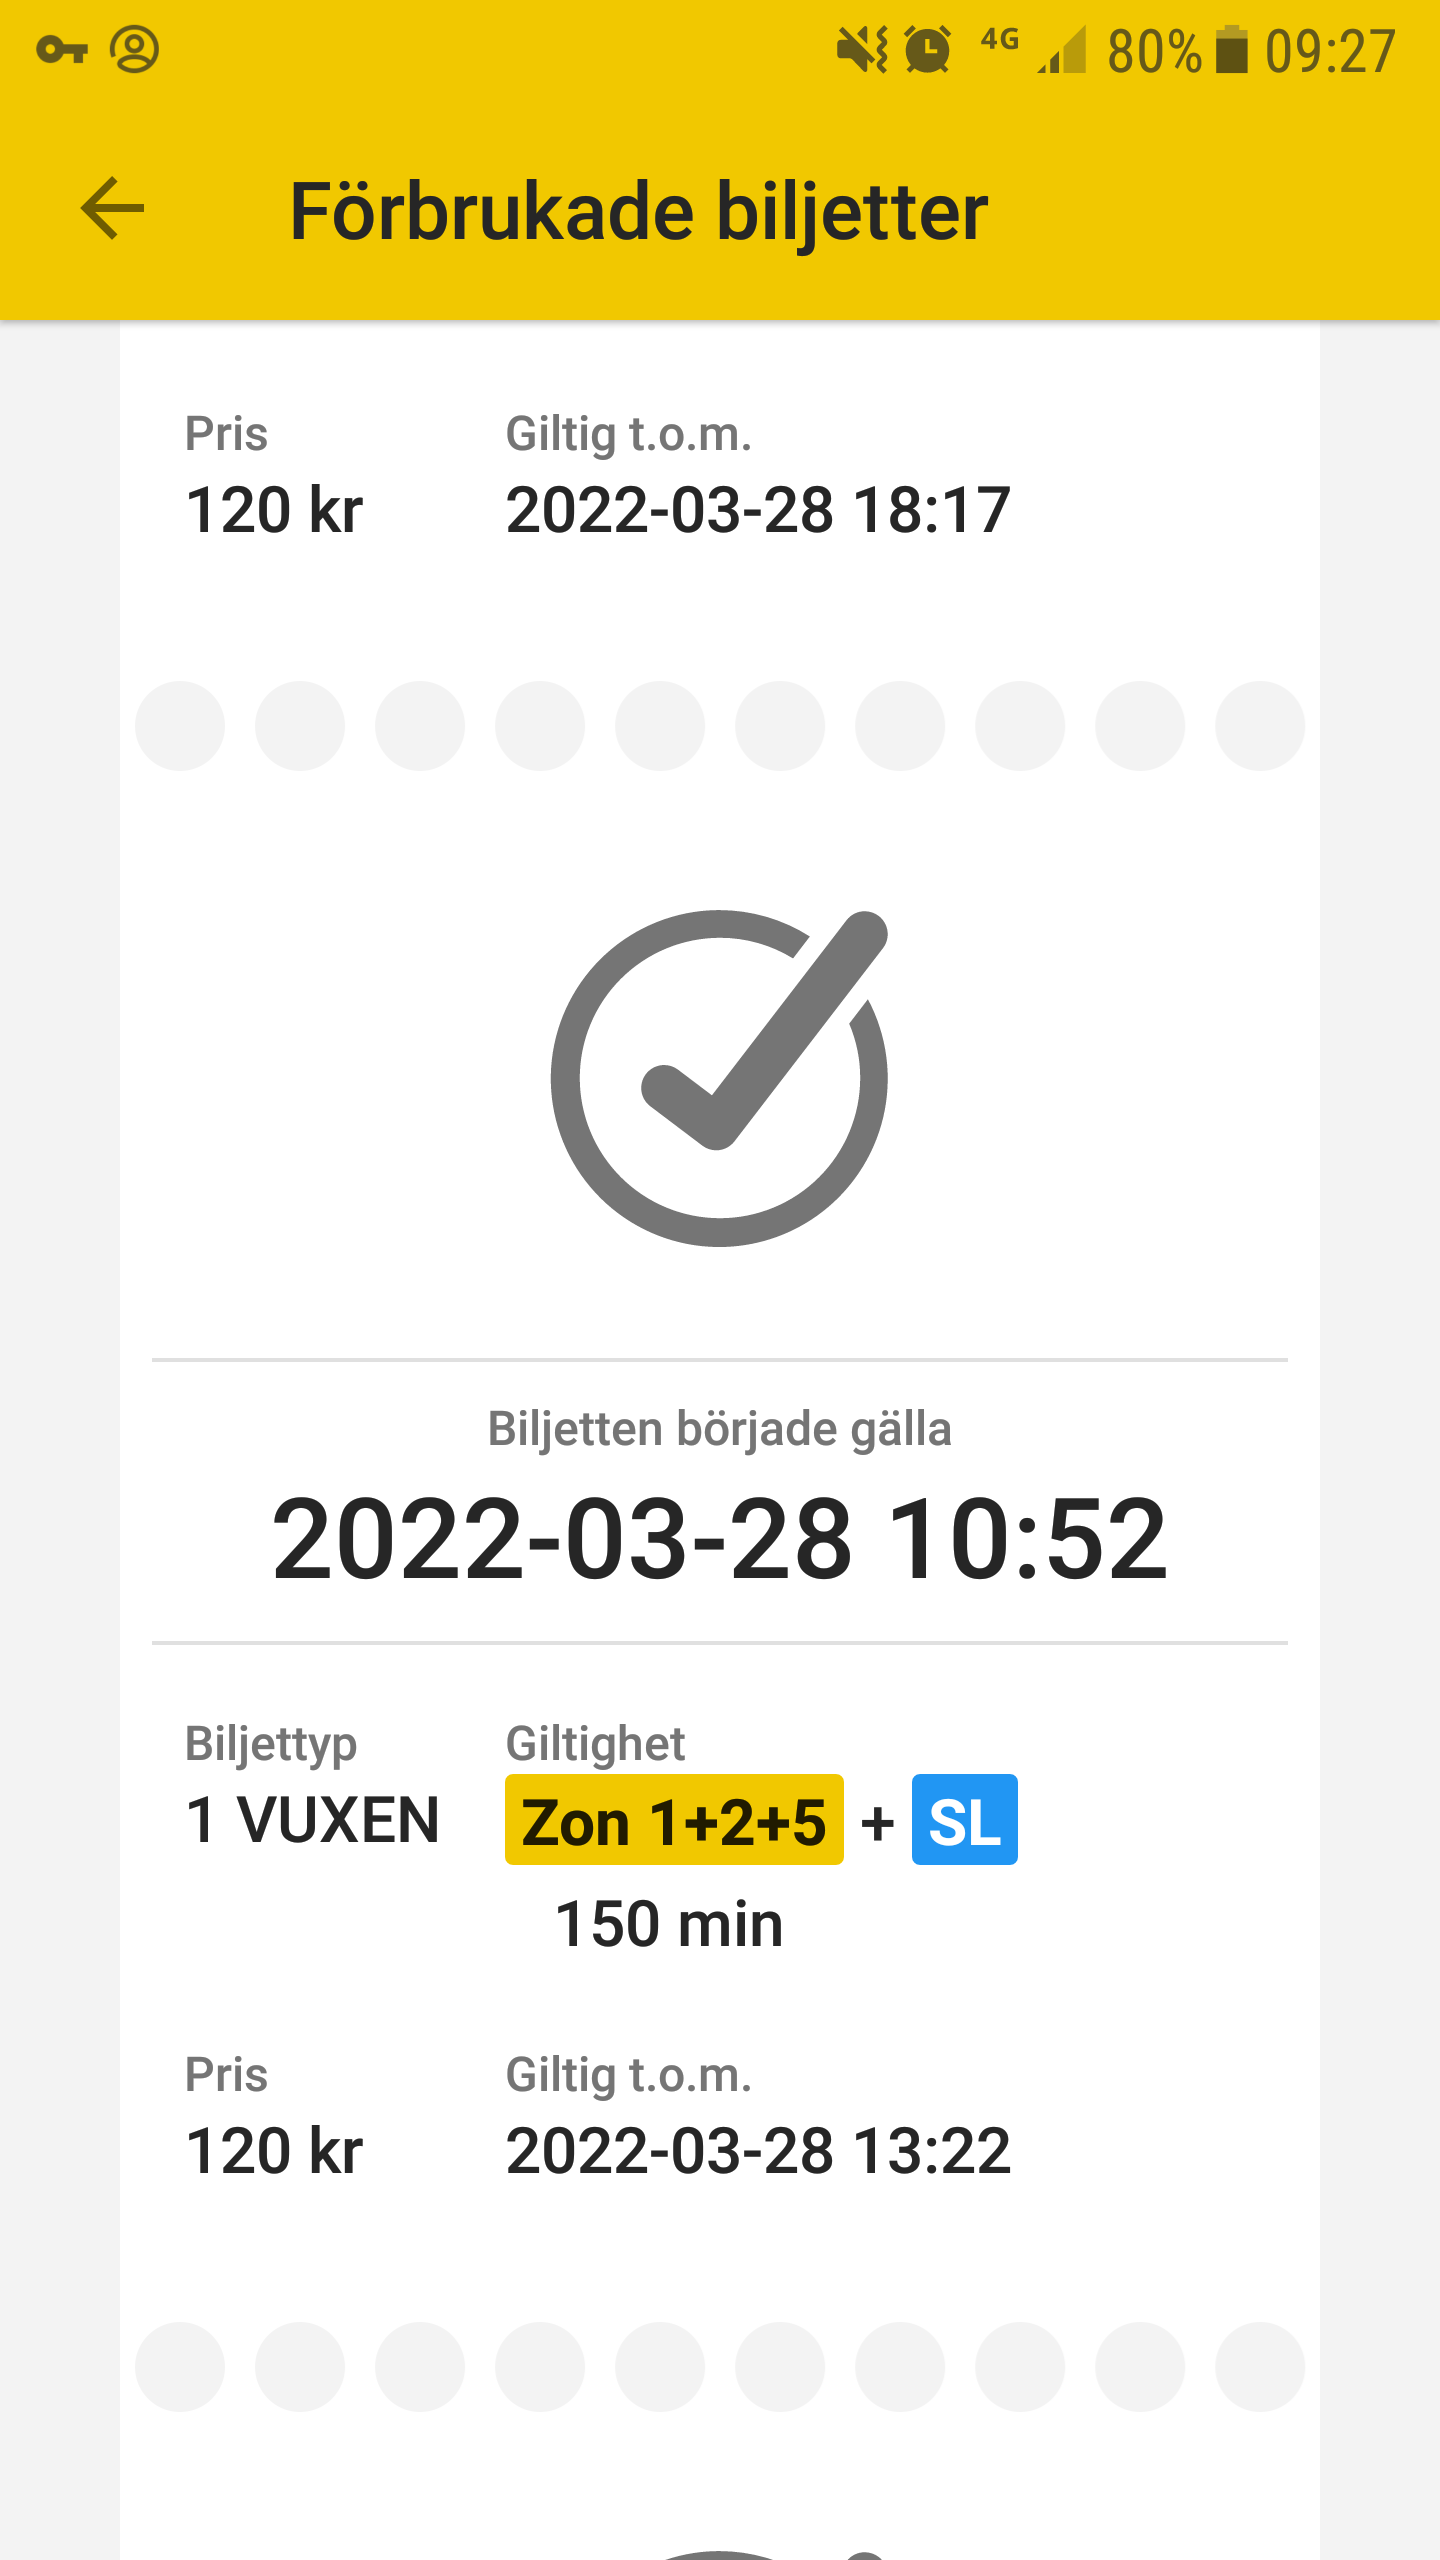 4G 80% 09:27
Förbrukade biljetter
Pris Giltig t.o.m.
120 kr 2022-03-28 18:17
Biljetten började gälla
2022-03-28 10:52
Biljettyp Giltighet
1 VUXEN Zon 1+2+5 + SL
150 min
Pris Giltig t.o.m.
120 kr 2022-03-28 13:22